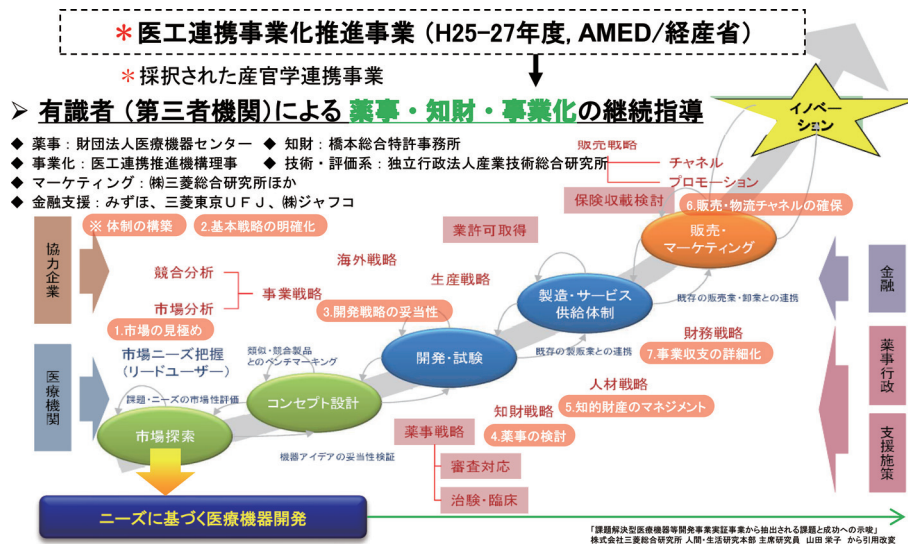 ＊医工連携事業化推進事業（H25-27年度, AMED/経産省）
＊採択された産官学連携事業
➢ 有識者（第三者機関）による 薬事・知財・事業化の継続指導
◆ 薬事：財団法人医療機器センター ◆ 知財：橋本総合特許事務所
◆ 事業化：医工連携推進機構理事 ◆ 技術・評価系：独立行政法人産業技術総合研究所
◆ マーケティング：㈱三菱総合研究所ほか
◆ 金融支援：みずほ、三菱東京ＵＦＪ、㈱ジャフコ
イノベー
ション
販売戦略
チャネル
プロモーション
保険収載検討
6.販売・物流チャネルの確保
※ 体制の構築
2.基本戦略の明確化
業許可取得
販売・
マーケティング
協力企業
海外戦略
競合分析
生産戦略
事業戦略
製造・サービス
供給体制
既存の販売業・卸業との連携
金融
市場分析
3.開発戦略の妥当性
1.市場の見極め
財務戦略
市場ニーズ把握
（リードユーザー）
類似・競合製品
とのベンチマーキング
開発・試験
既存の製販業との連携
7.事業収支の詳細化
薬事行政
医療機関
課題・ニーズの市場性評価
コンセプト設計
人材戦略
知財戦略
5.知的財産のマネジメント
市場探索
薬事戦略
4.薬事の検討
支援施策
機器アイデアの妥当性検証
審査対応
治験・臨床
ニーズに基づく医療機器開発
「課題解決型医療機器等開発事業実証事業から抽出される課題と成功への示唆」
株式会社三菱総合研究所 人間・生活研究本部 主席研究員 山田 栄子 から引用改変